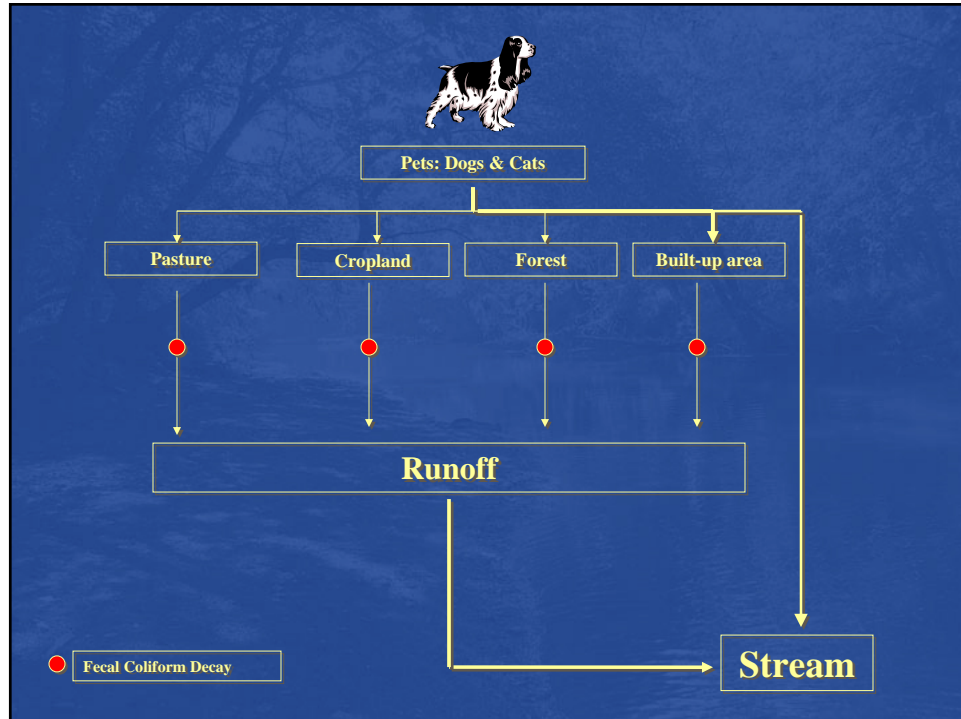 Pets: Dogs & Cats
Pasture
Cropland
Forest
Built-up area
Runoff
Stream
Fecal Coliform Decay